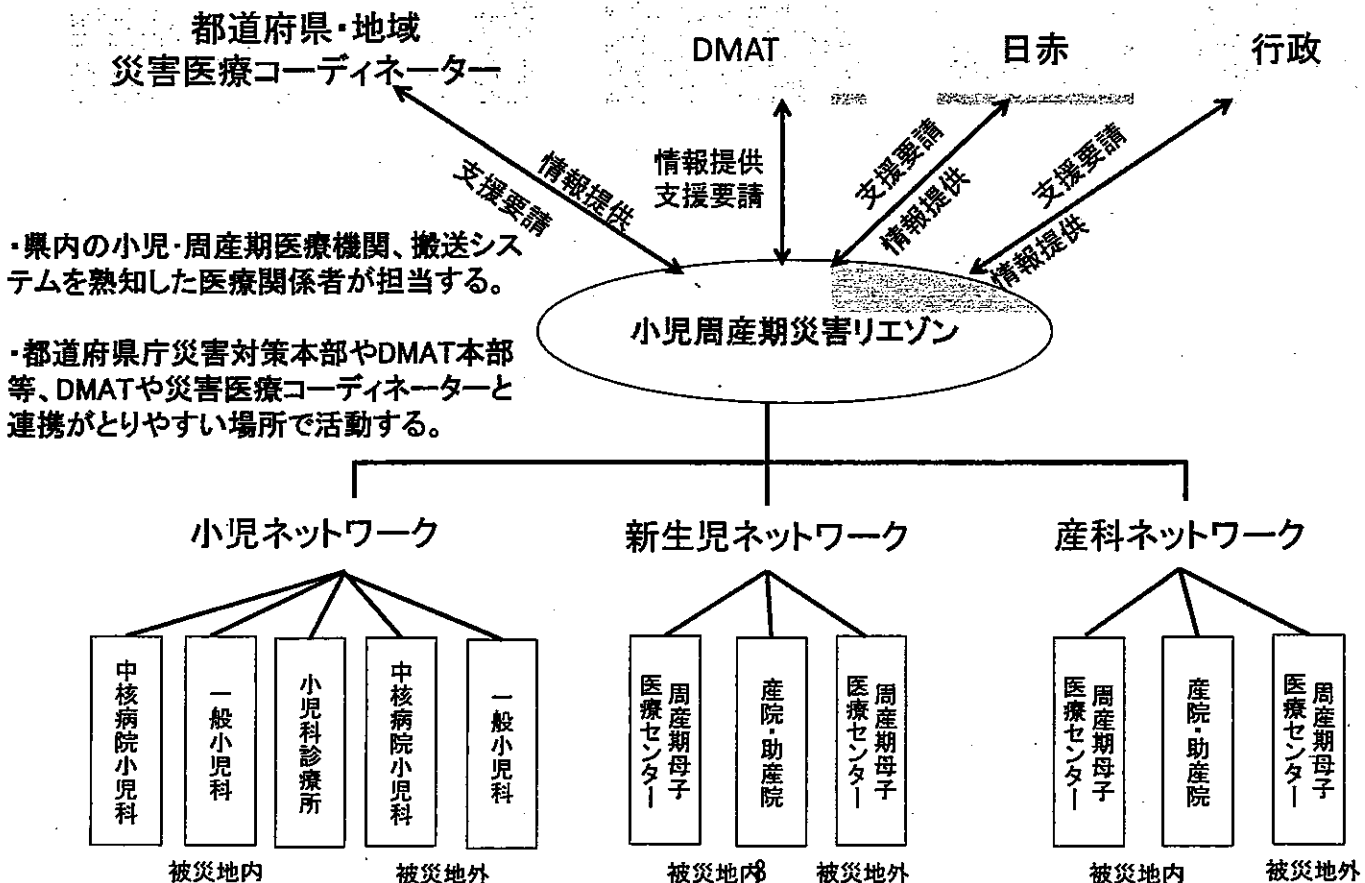 都道府県・地域
災害医療コーディネーター
DMAT
日赤
行政
情報提供
支援要請
情報提供
支援要請
支援要請
情報提供
支援要請
情報提供
・県内の小児・周産期医療機関、搬送シス
テムを熟知した医療関係者が担当する。
・都道府県庁災害対策本部やDMAT本部
等、DMATや災害医療コーディネーターと
連携がとりやすい場所で活動する。
小児周産期災害リエゾン
小児ネットワーク
新生児ネットワーク
産科ネットワーク
中核病院小児科
一般小児科
小児科診療所
中核病院小児科
一般小児科
周産期母子
医療センター
産院・助産院
周産期母子
医療センター
周産期母子
医療センター
産院・助産院
周産期母子
医療センター
被災地内
被災地外
被災地内
8
被災地外
被災地内
被災地外